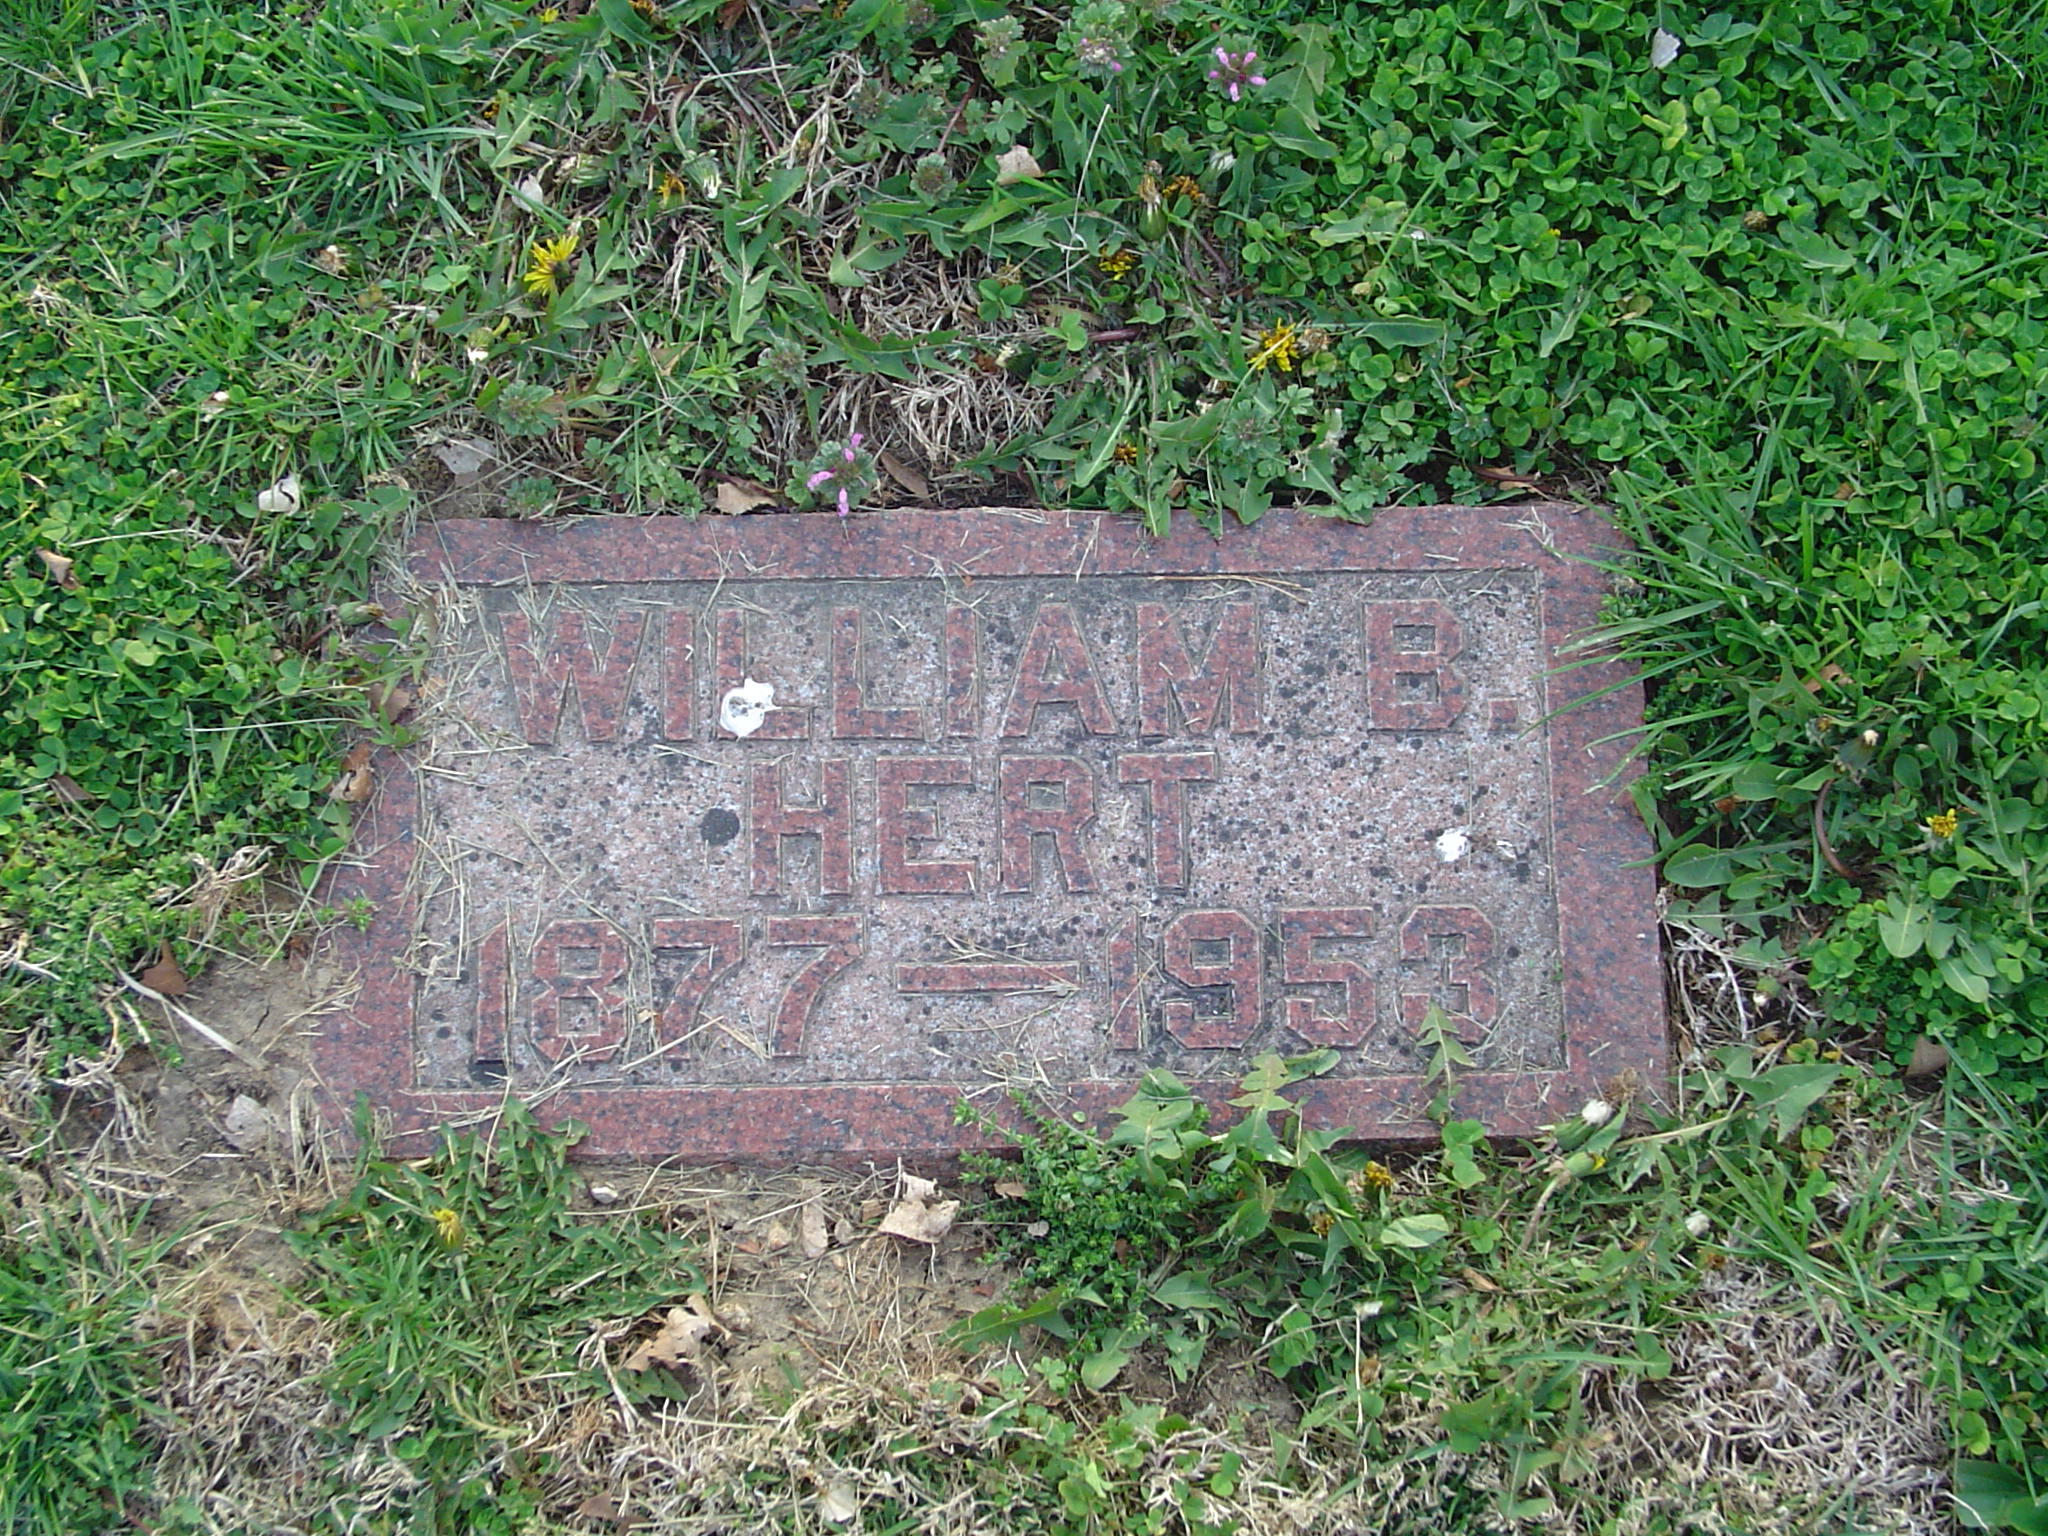 WILLIAM B.
HERT
1877 — 1953